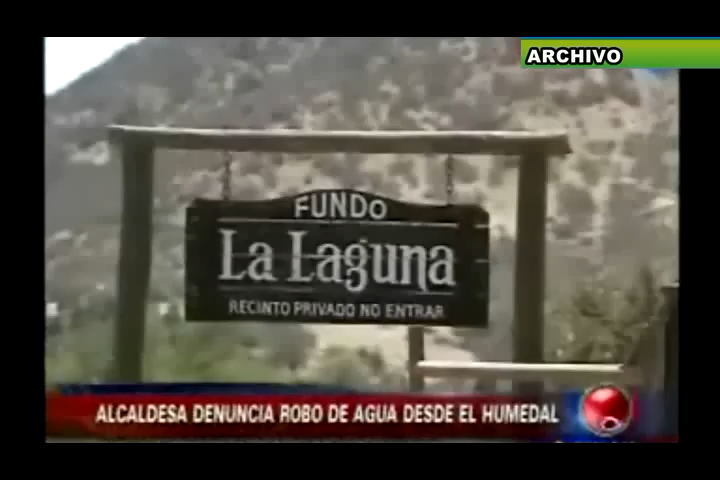 ARCHIVO
FUNDO
La Laguna
RECINTO PRIVADO NO ENTRAR
ALCALDESA DENUNCIA ROBO DE AGUA DESDE EL HUMEDAL